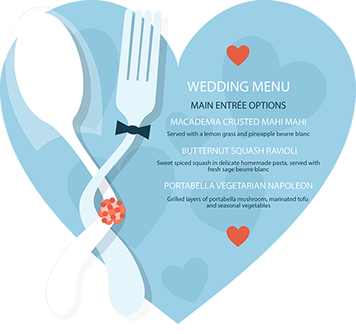 WEDDING MENU
MAIN ENTRÉE OPTIONS
MACADEMIA CRUSTED MAHI MAHI
Served with a lemon grass and pineapple beurre blanc
BUTTERNUT SQUASH RAVIOLI
Sweet spiced squash in delicate homemade pasta, served with
fresh sage beurre blanc
PORTABELLA VEGETARIAN NAPOLEON
Grilled layers of portabella mushroom, marinated tofu
and seasonal vegetables